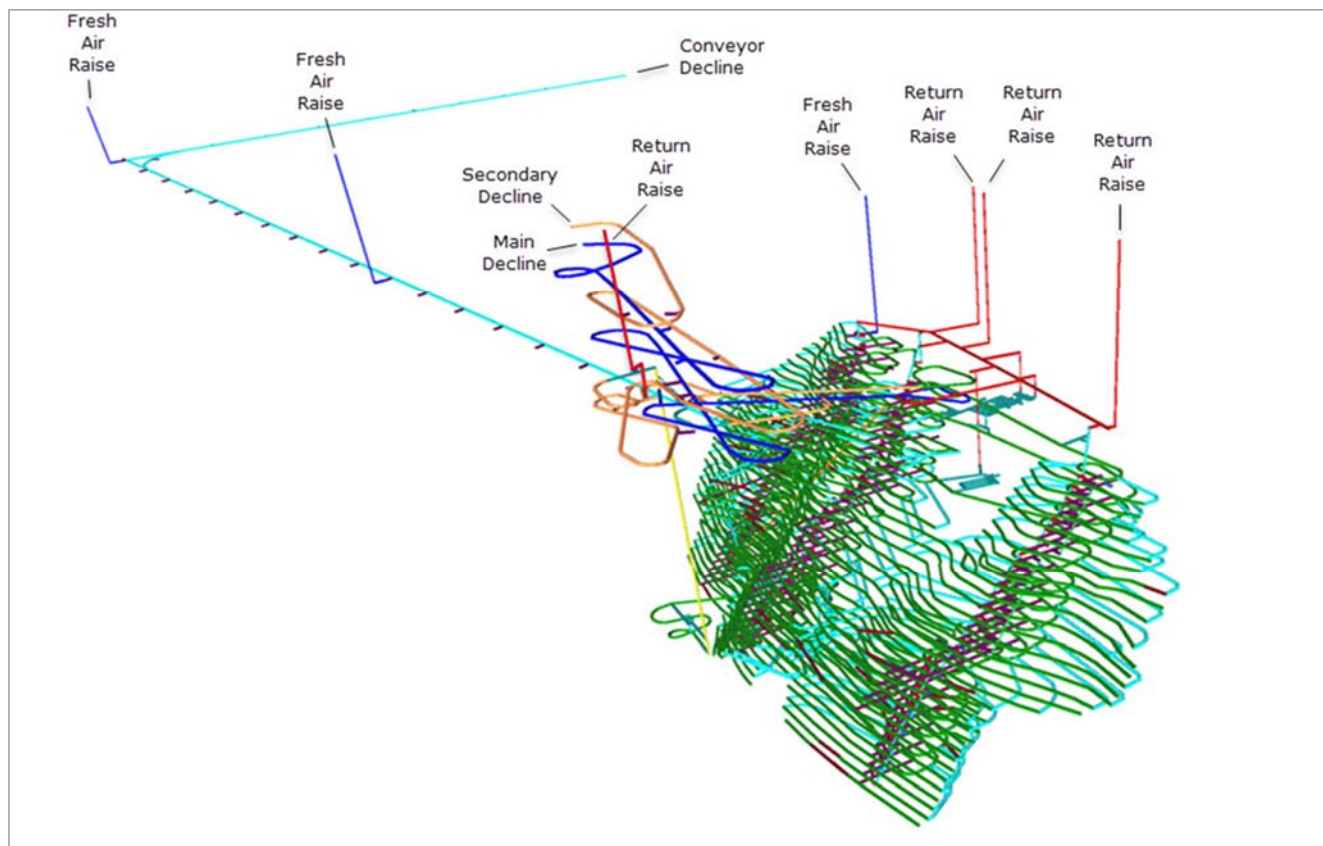 Fresh
Air
Raise
Fresh
Air
Raise
Conveyor
Decline
Secondary
Decline
Return
Air
Raise
Main
Decline
Fresh
Air
Raise
Return
Air
Raise
Return
Air
Raise
Return
Air
Raise